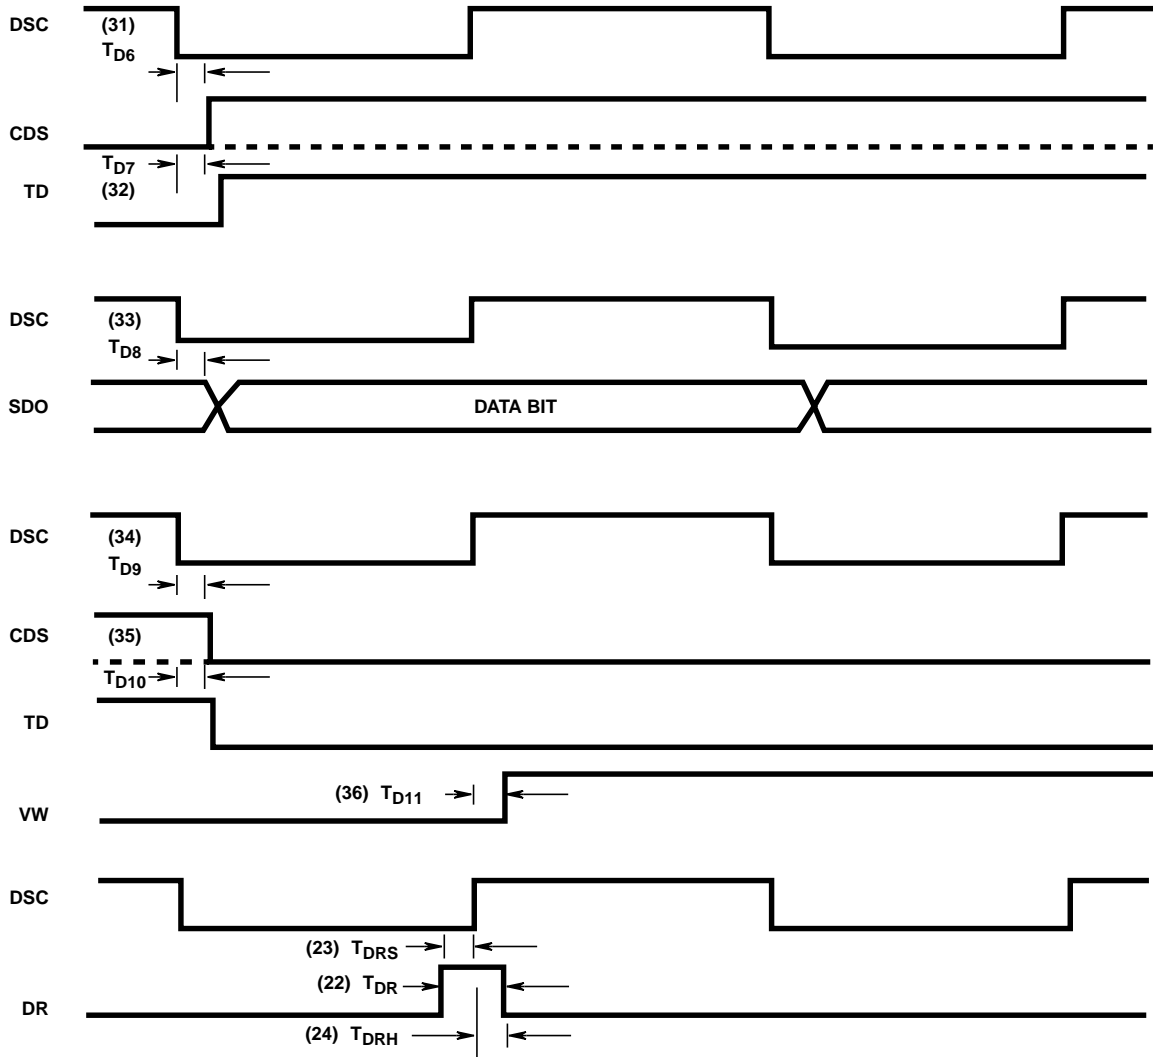 DSC (31)
TD6
CDS
TD7
TD (32)
DSC (33)
TD8
SDO DATA BIT
DSC (34)
TD9
CDS (35)
TD10
TD
(36) TD11
VW
DSC
(23) TDRS
(22) TDR
DR
(24) TDRH